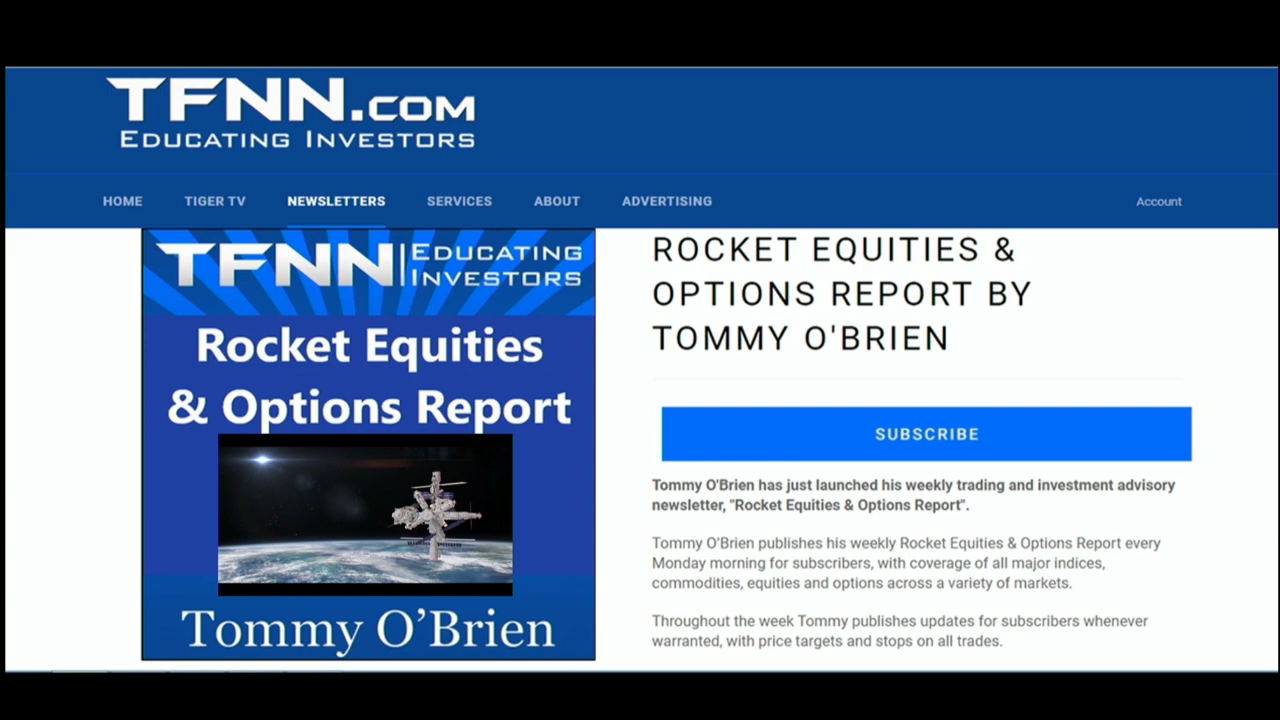 TFNN.COM
EDUCATING INVESTORS
HOME TIGER TV NEWSLETTERS SERVICES ABOUT ADVERTISING Account
TFNN | EDUCATING INVESTORS
Rocket Equities
& Options Report
Tommy O’Brien
ROCKET EQUITIES &
OPTIONS REPORT BY
TOMMY O'BRIEN
SUBSCRIBE
Tommy O'Brien has just launched his weekly trading and investment advisory
newsletter, "Rocket Equities & Options Report".
Tommy O’Brien publishes his weekly Rocket Equities & Options Report every
Monday morning for subscribers, with coverage of all major indices,
commodities, equities and options across a variety of markets.
Throughout the week Tommy publishes updates for subscribers whenever
warranted, with price targets and stops on all trades.